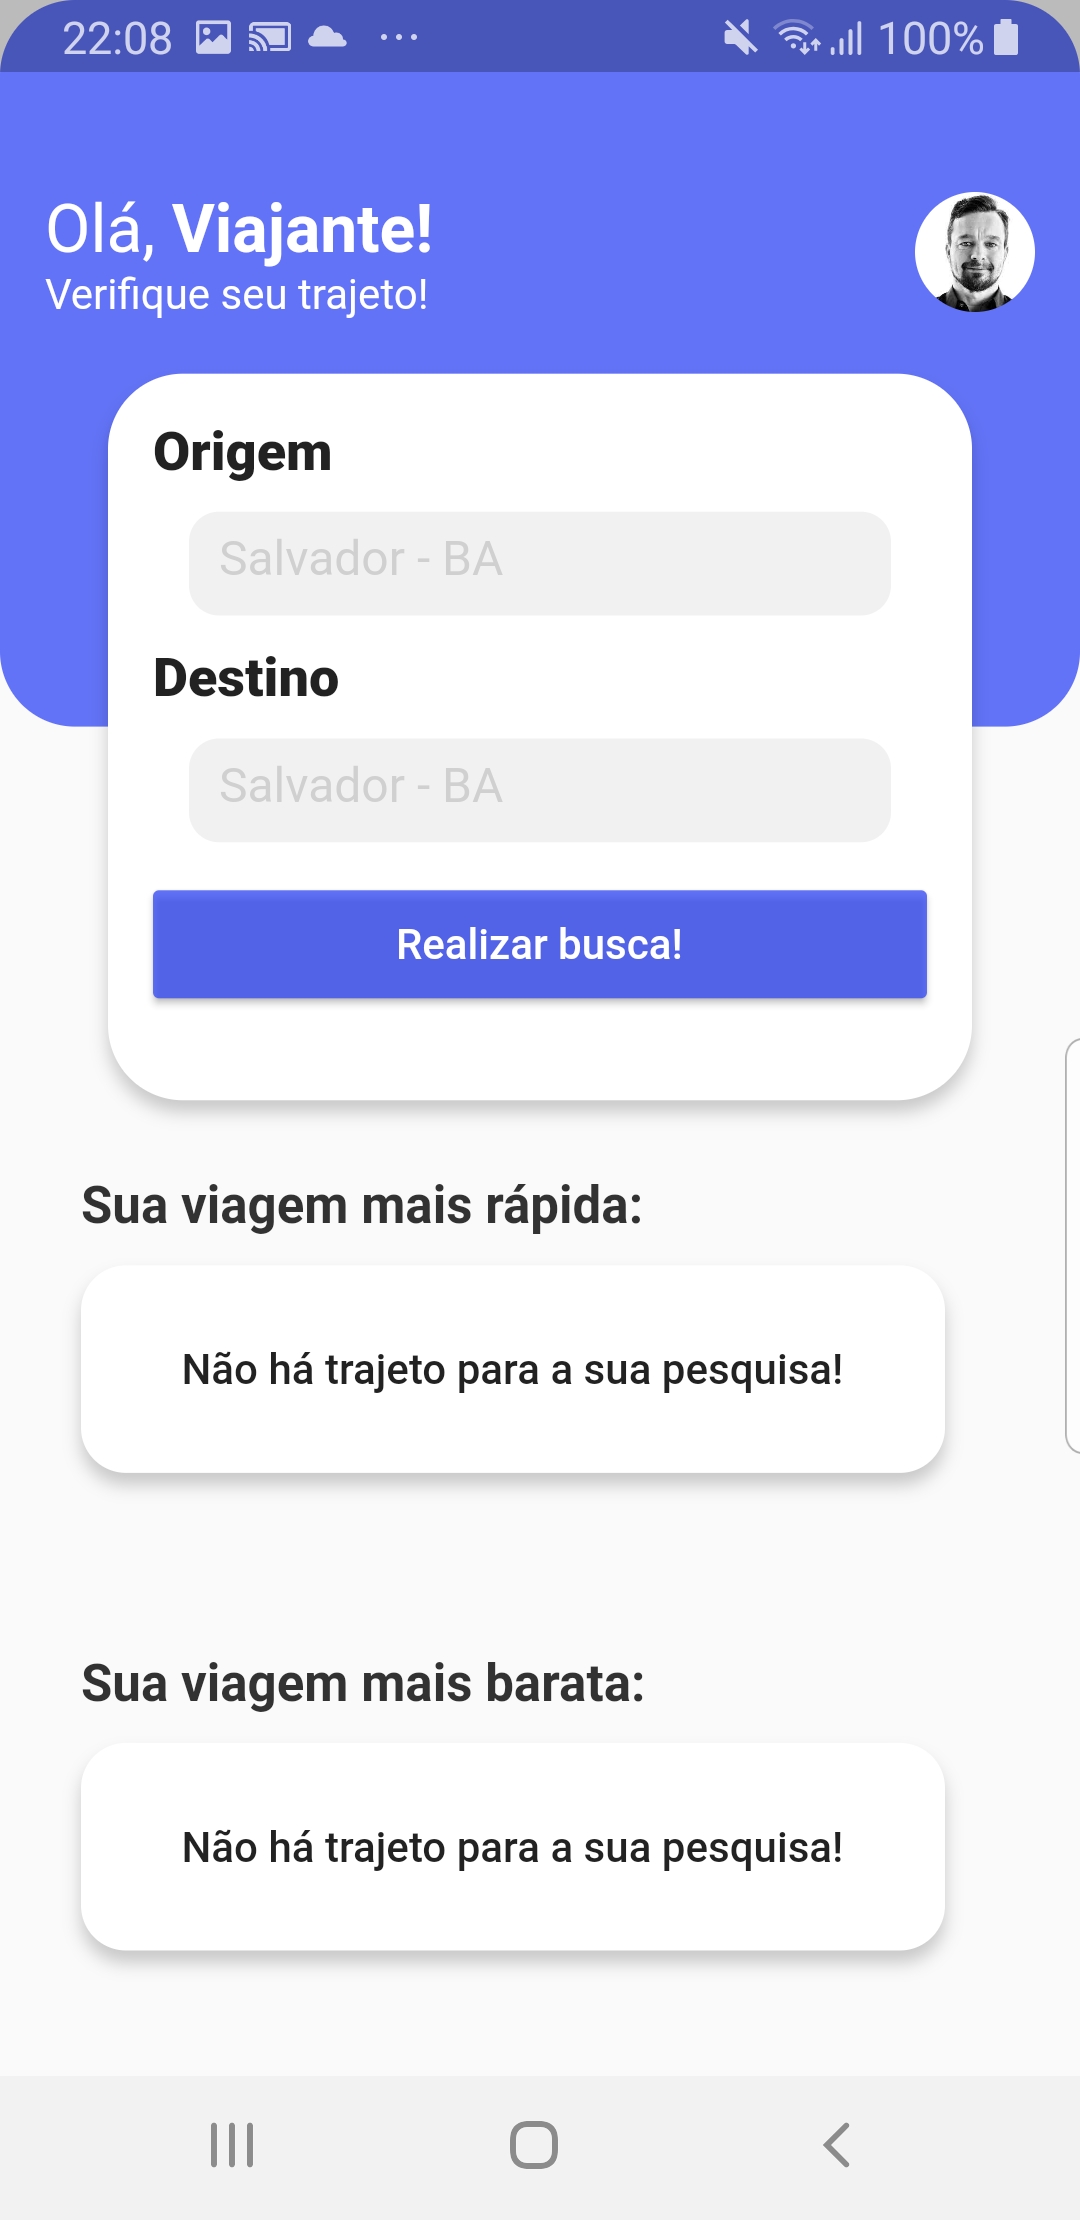 22:08
100%
Olá, Viajante!
Verifique seu trajeto!
Origem
Salvador - BA
Destino
Salvador - BA
Realizar busca!
Sua viagem mais rápida:
Não há trajeto para a sua pesquisa!
Sua viagem mais barata:
Não há trajeto para a sua pesquisa!